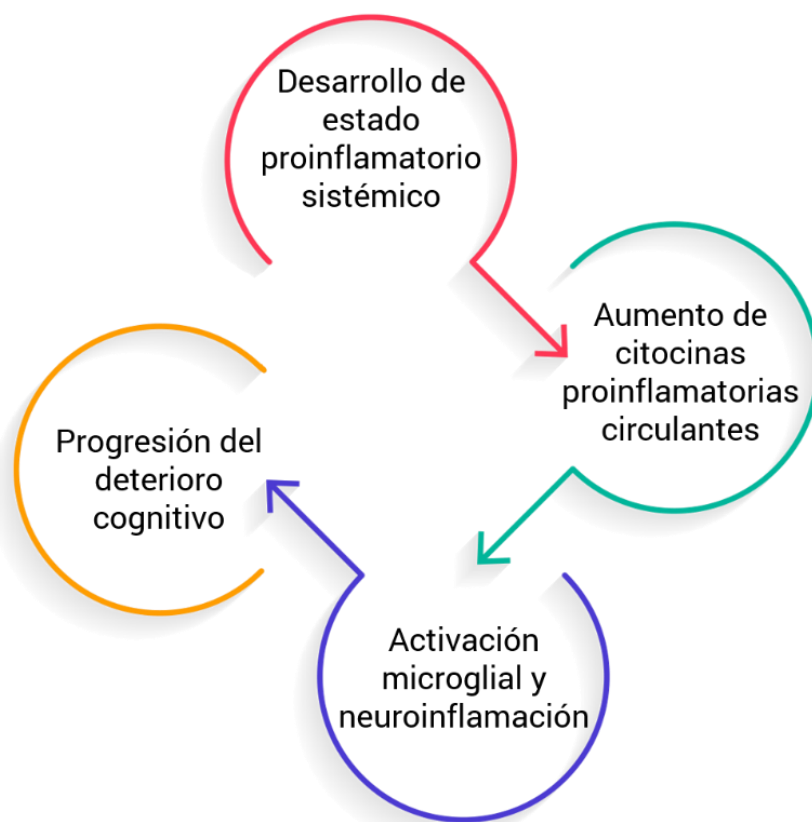 Desarrollo de
estado
proinflamatorio
sistémico
Aumento de
citocinas
proinflamatorias
circulantes
Activación
microglial y
neuroinflamación
Progresión del
deterioro
cognitivo